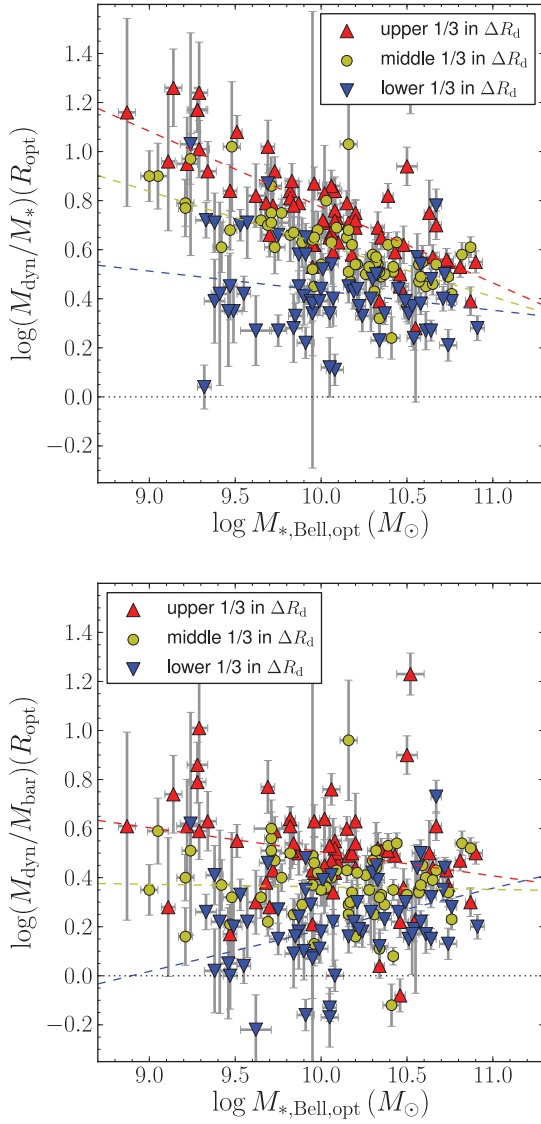 upper 1/3 in ΔR_d
middle 1/3 in ΔR_d
lower 1/3 in ΔR_d
log(M_dyn/M_*)(R_opt)
1.4
1.2
1.0
0.8
0.6
0.4
0.2
0.0
−0.2
9.0 9.5 10.0 10.5 11.0
log M_*,Bell,opt (M_⊙)
upper 1/3 in ΔR_d
middle 1/3 in ΔR_d
lower 1/3 in ΔR_d
log(M_dyn/M_bar)(R_opt)
1.4
1.2
1.0
0.8
0.6
0.4
0.2
0.0
−0.2
9.0 9.5 10.0 10.5 11.0
log M_*,Bell,opt (M_⊙)